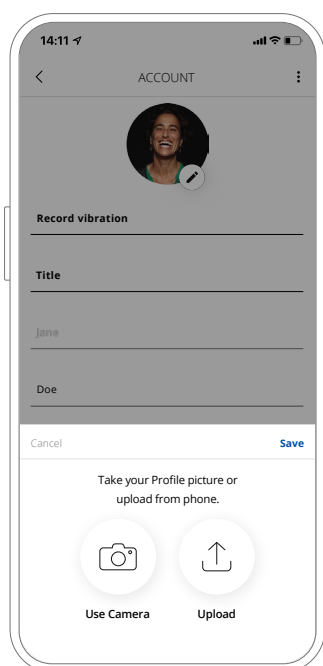 14:11
ACCOUNT
Record vibration
Title
Jane
Doe
Cancel Save
Take your Profile picture or
upload from phone.
Use Camera Upload